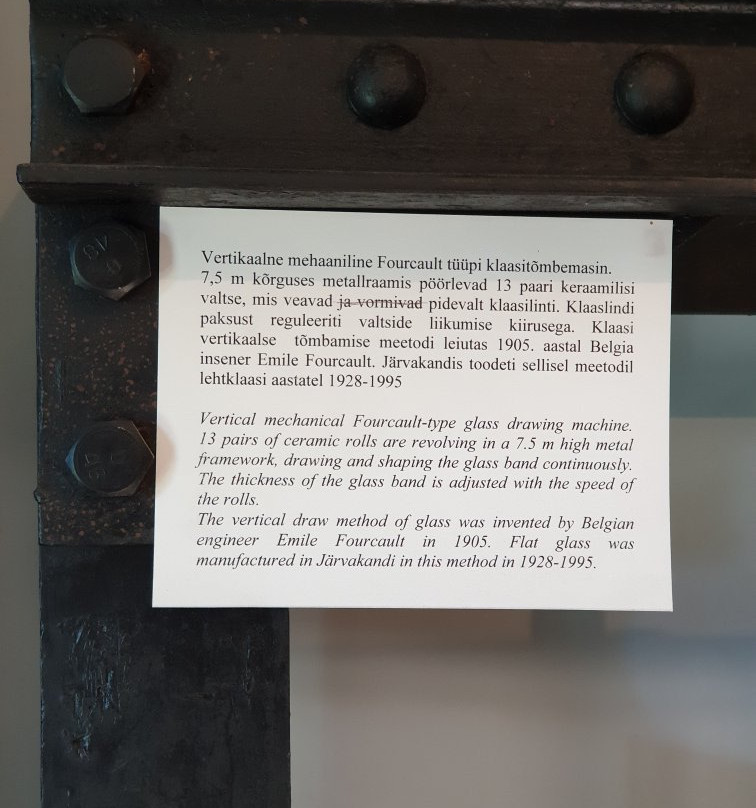 Vertikaalne mehaaniline Fourcault tüüpi klaasitõmbemasin.
7,5 m kõrguses metallraamis pöörlevad 13 paari keraamilisi
valtse, mis veavad ja vormivad pidevalt klaasilinti. Klaaslindi
paksust reguleeriti valtside liikumise kiirusega. Klaasi
vertikaalse tõmbamise meetodi leiutas 1905. aastal Belgia
insener Emile Fourcault. Järvakandis toodeti sellisel meetodil
lehtklaasi aastatel 1928-1995
Vertical mechanical Fourcault-type glass drawing machine.
13 pairs of ceramic rolls are revolving in a 7.5 m high metal
framework, drawing and shaping the glass band continuously.
The thickness of the glass band is adjusted with the speed of
the rolls.
The vertical draw method of glass was invented by Belgian
engineer Emile Fourcault in 1905. Flat glass was
manufactured in Järvakandi in this method in 1928-1995.